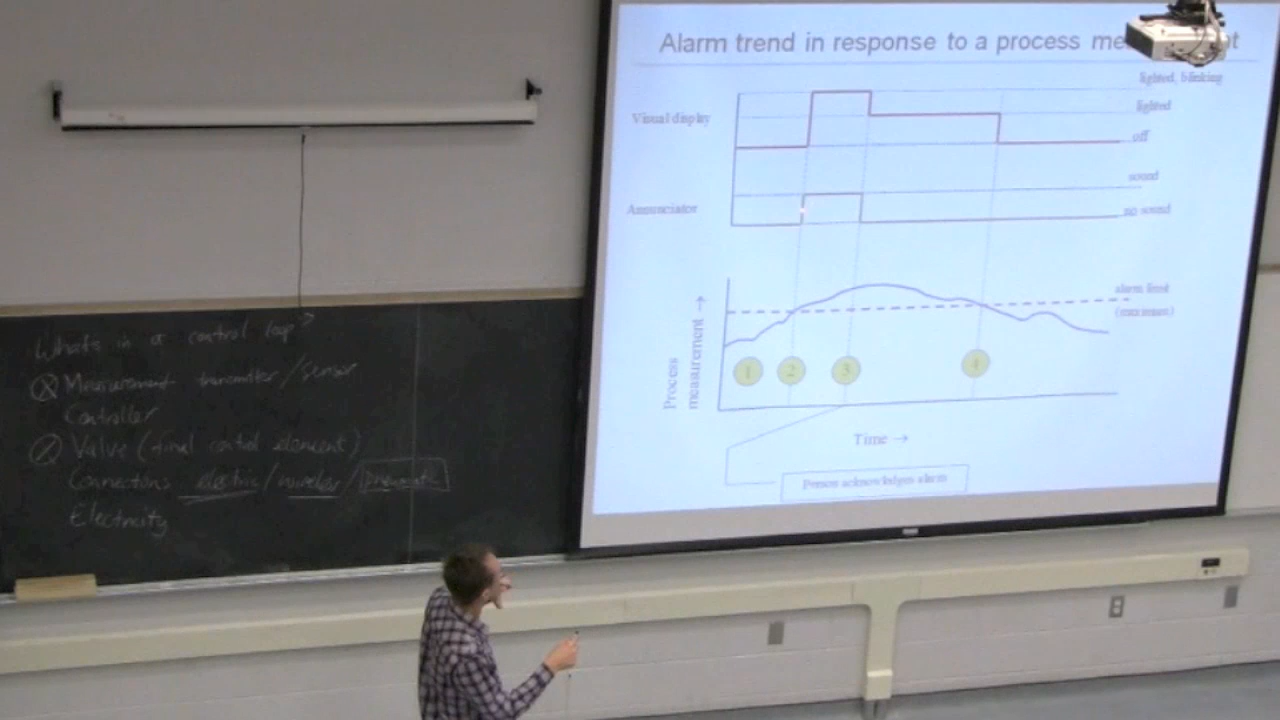 What's in a control loop?
Measurement transmitter/sensor
Controller
Valve (final control element)
Connections electric/wireless/pneumatic
Electricity
Alarm trend in response to a process
lighted, blinking
Visual display
lighted
off
sound
Annunciator
no sound
alarm limit
(maximum)
Process
measurement →
1 2 3 4
Time →
Person acknowledges alarm